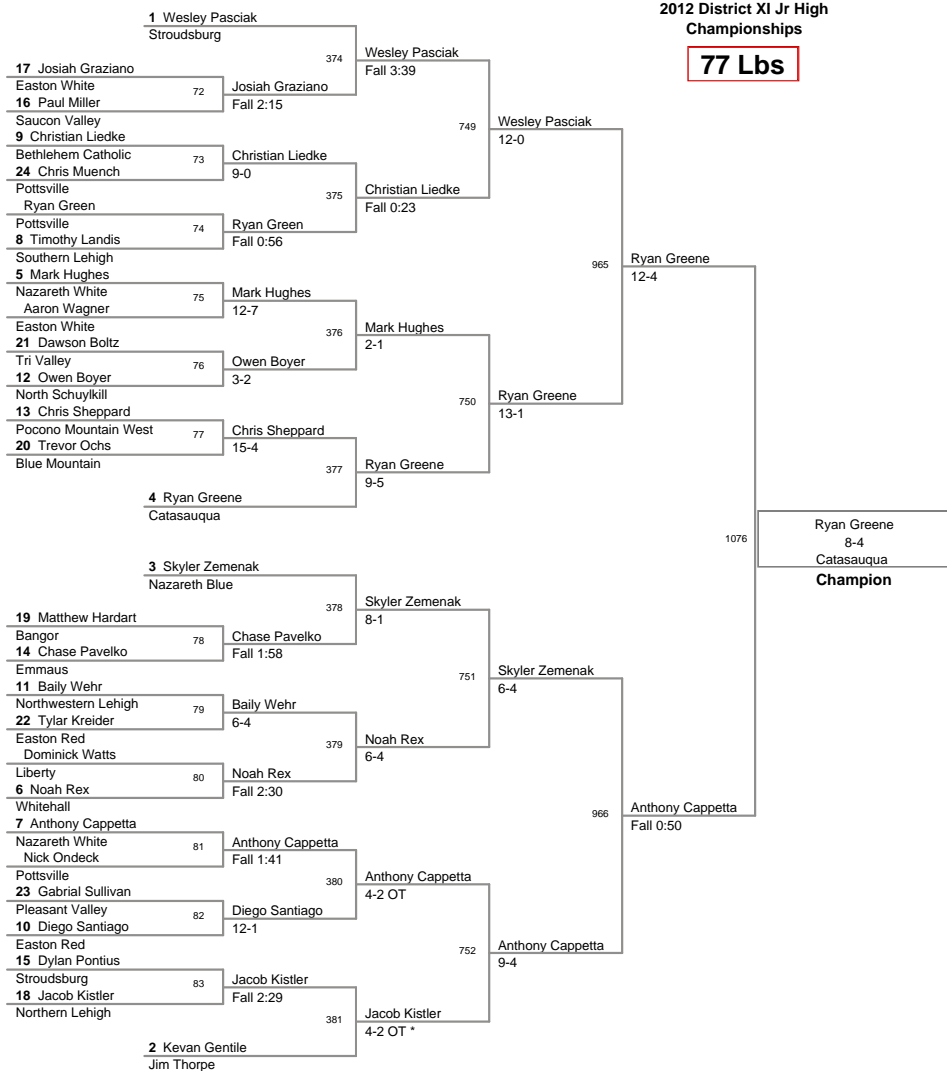 2012 District XI Jr High
Championships
77 Lbs
1 Wesley Pasciak
Stroudsburg
374
Wesley Pasciak
Fall 3:39
17 Josiah Graziano
Easton White
72
Josiah Graziano
Fall 2:15
16 Paul Miller
Saucon Valley
749
Wesley Pasciak
12-0
9 Christian Liedke
Bethlehem Catholic
73
Christian Liedke
9-0
24 Chris Muench
Pottsville
375
Christian Liedke
Fall 0:23
Ryan Green
Pottsville
74
Ryan Green
Fall 0:56
8 Timothy Landis
Southern Lehigh
965
Ryan Greene
12-4
5 Mark Hughes
Nazareth White
75
Mark Hughes
12-7
Aaron Wagner
Easton White
376
Mark Hughes
2-1
21 Dawson Boltz
Tri Valley
76
Owen Boyer
3-2
12 Owen Boyer
North Schuylkill
750
Ryan Greene
13-1
13 Chris Sheppard
Pocono Mountain West
77
Chris Sheppard
15-4
20 Trevor Ochs
Blue Mountain
377
Ryan Greene
9-5
4 Ryan Greene
Catasauqua
1076
Ryan Greene
8-4
Catasauqua
Champion
3 Skyler Zemenak
Nazareth Blue
378
Skyler Zemenak
8-1
19 Matthew Hardart
Bangor
78
Chase Pavelko
Fall 1:58
14 Chase Pavelko
Emmaus
751
Skyler Zemenak
6-4
11 Baily Wehr
Northwestern Lehigh
79
Baily Wehr
6-4
22 Tylar Kreider
Easton Red
379
Noah Rex
6-4
Dominick Watts
Liberty
80
Noah Rex
Fall 2:30
6 Noah Rex
Whitehall
966
Anthony Cappetta
Fall 0:50
7 Anthony Cappetta
Nazareth White
81
Anthony Cappetta
Fall 1:41
Nick Ondeck
Pottsville
380
Anthony Cappetta
4-2 OT
23 Gabrial Sullivan
Pleasant Valley
82
Diego Santiago
12-1
10 Diego Santiago
Easton Red
752
Anthony Cappetta
9-4
15 Dylan Pontius
Stroudsburg
83
Jacob Kistler
Fall 2:29
18 Jacob Kistler
Northern Lehigh
381
Jacob Kistler
4-2 OT *
2 Kevan Gentile
Jim Thorpe